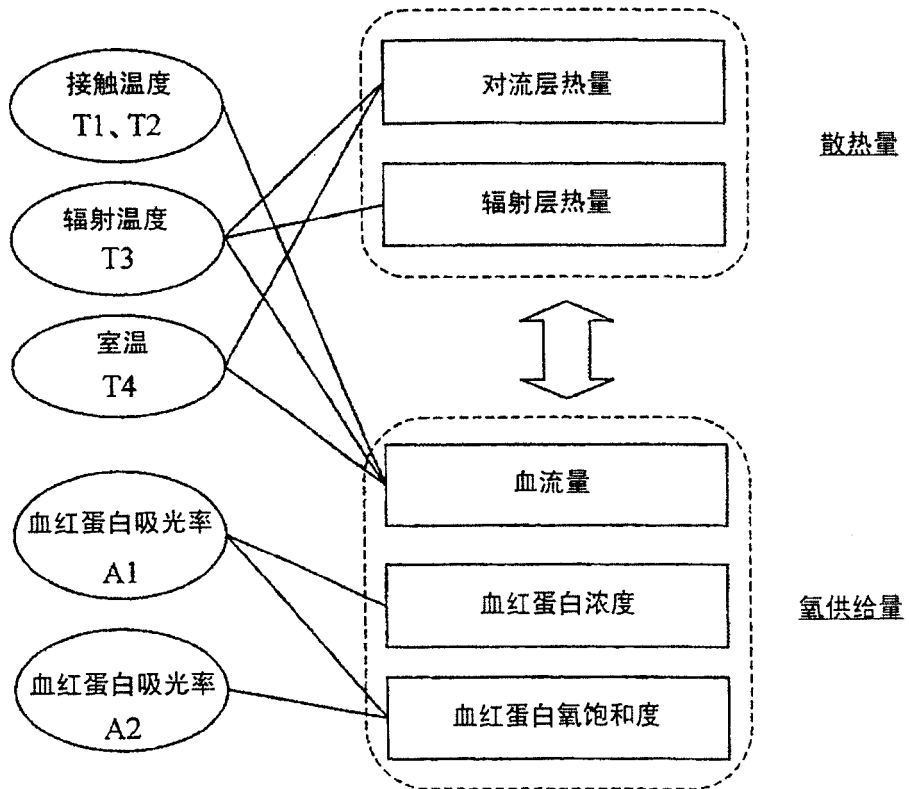 接触温度
T1、T2
辐射温度
T3
室温
T4
血红蛋白吸光率
A1
血红蛋白吸光率
A2
对流层热量
辐射层热量
散热量
血流量
血红蛋白浓度
血红蛋白氧饱和度
氧供给量